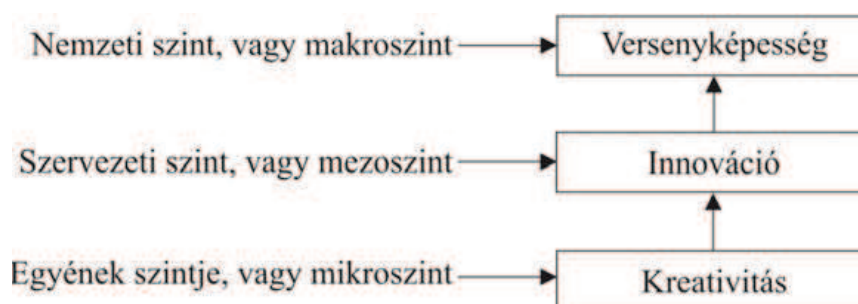 Nemzeti szint, vagy makroszint
Versenyképesség
Szervezeti szint, vagy mezoszint
Innováció
Egyének szintje, vagy mikroszint
Kreativitás